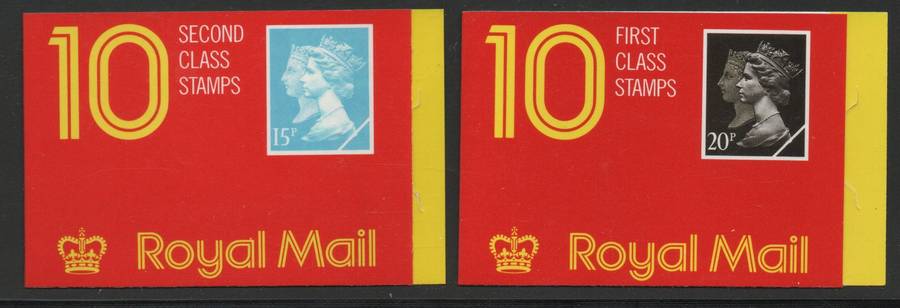 10
SECOND
CLASS
STAMPS
15P
Royal Mail
10
FIRST
CLASS
STAMPS
20P
Royal Mail